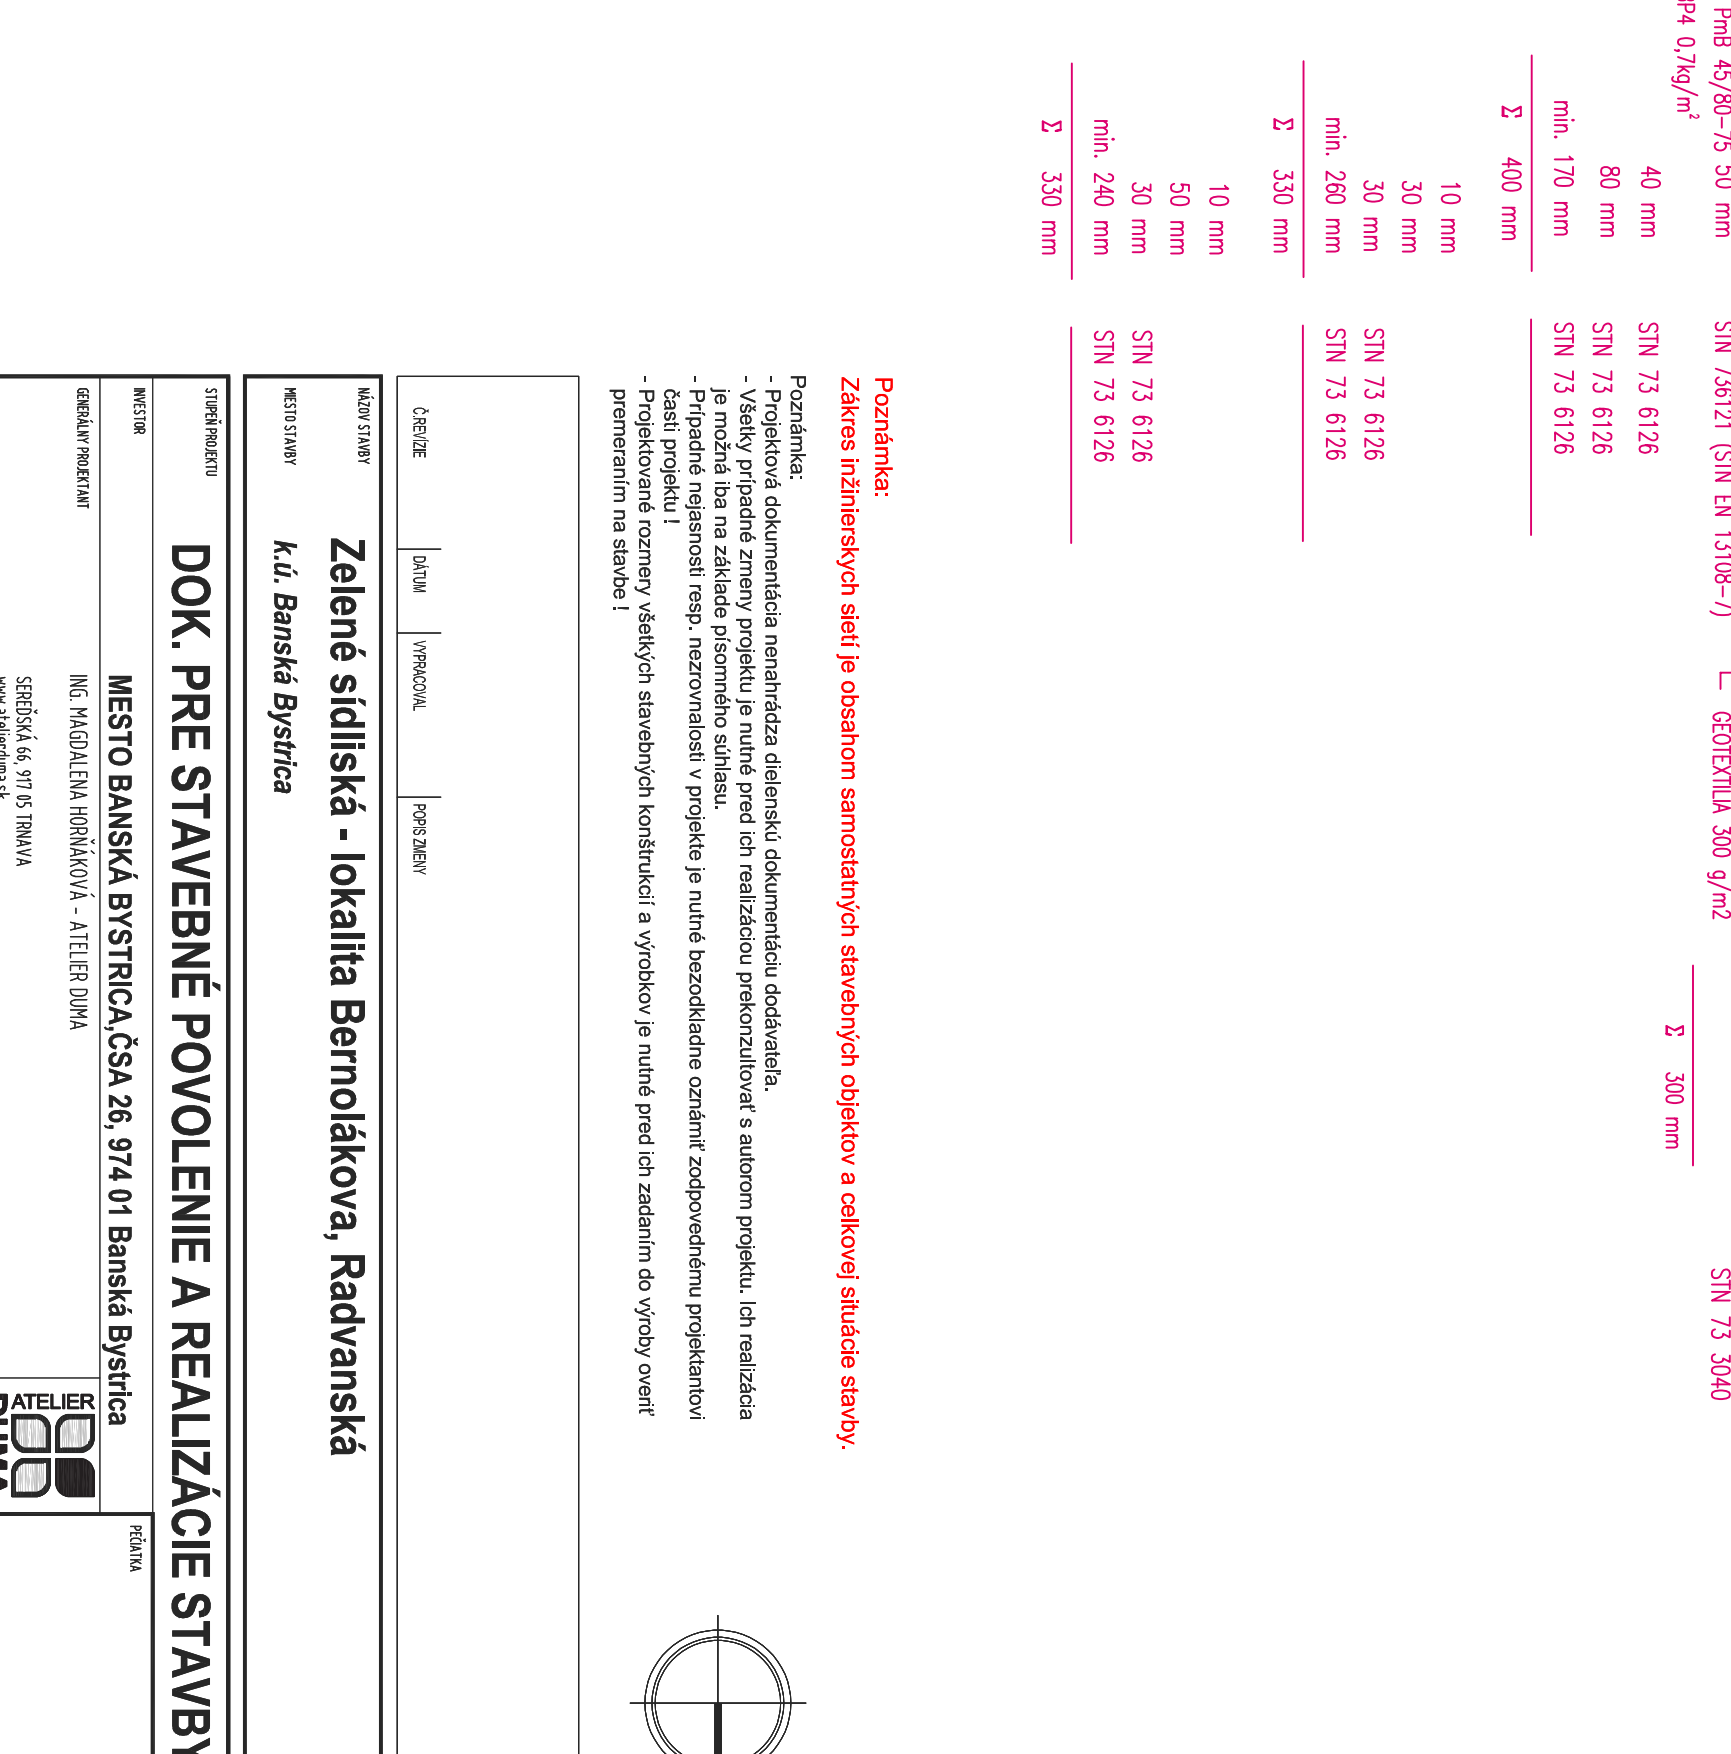 PmB 45/80-75 50 mm
STN 736121 (STN EN 13108-7)
GEOTEXTILIA 300 g/m2
STN 73 3040
0,7kg/m²
Σ 300 mm
40 mm STN 73 6126
80 mm STN 73 6126
min. 170 mm STN 73 6126
Σ 400 mm
10 mm
30 mm
30 mm STN 73 6126
min. 260 mm STN 73 6126
Σ 330 mm
10 mm
50 mm
30 mm STN 73 6126
min. 240 mm STN 73 6126
Σ 330 mm
Poznámka:
Zákres inžinierskych sietí je obsahom samostatných stavebných objektov a celkovej situácie stavby.
Poznámka:
- Projektová dokumentácia nenahrádza dielenskú dokumentáciu dodávateľa.
- Všetky prípadné zmeny projektu je nutné pred ich realizáciou prekonzultovať s autorom projektu. Ich realizácia
je možná iba na základe písomného súhlasu.
- Prípadné nejasnosti resp. nezrovnalosti v projekte je nutné bezodkladne oznámiť zodpovednému projektantovi
časti projektu !
- Projektované rozmery všetkých stavebných konštrukcií a výrobkov je nutné pred ich zadaním do výroby overiť
premeraním na stavbe !
Č.REVÍZIE DÁTUM VYPRACOVAL POPIS ZMENY
NÁZOV STAVBY Zelené sídliská - lokalita Bernolákova, Radvanská
MIESTO STAVBY k.ú. Banská Bystrica
STUPEŇ PROJEKTU DOK. PRE STAVEBNÉ POVOLENIE A REALIZÁCIE STAVBY
INVESTOR MESTO BANSKÁ BYSTRICA,ČSA 26, 974 01 Banská Bystrica
PEČIATKA
GENERÁLNY PROJEKTANT ING. MAGDALENA HORŇÁKOVÁ - ATELIER DUMA
SEREĎSKÁ 66, 917 05 TRNAVA
www.atelierduma.sk
ATELIER
DUMA